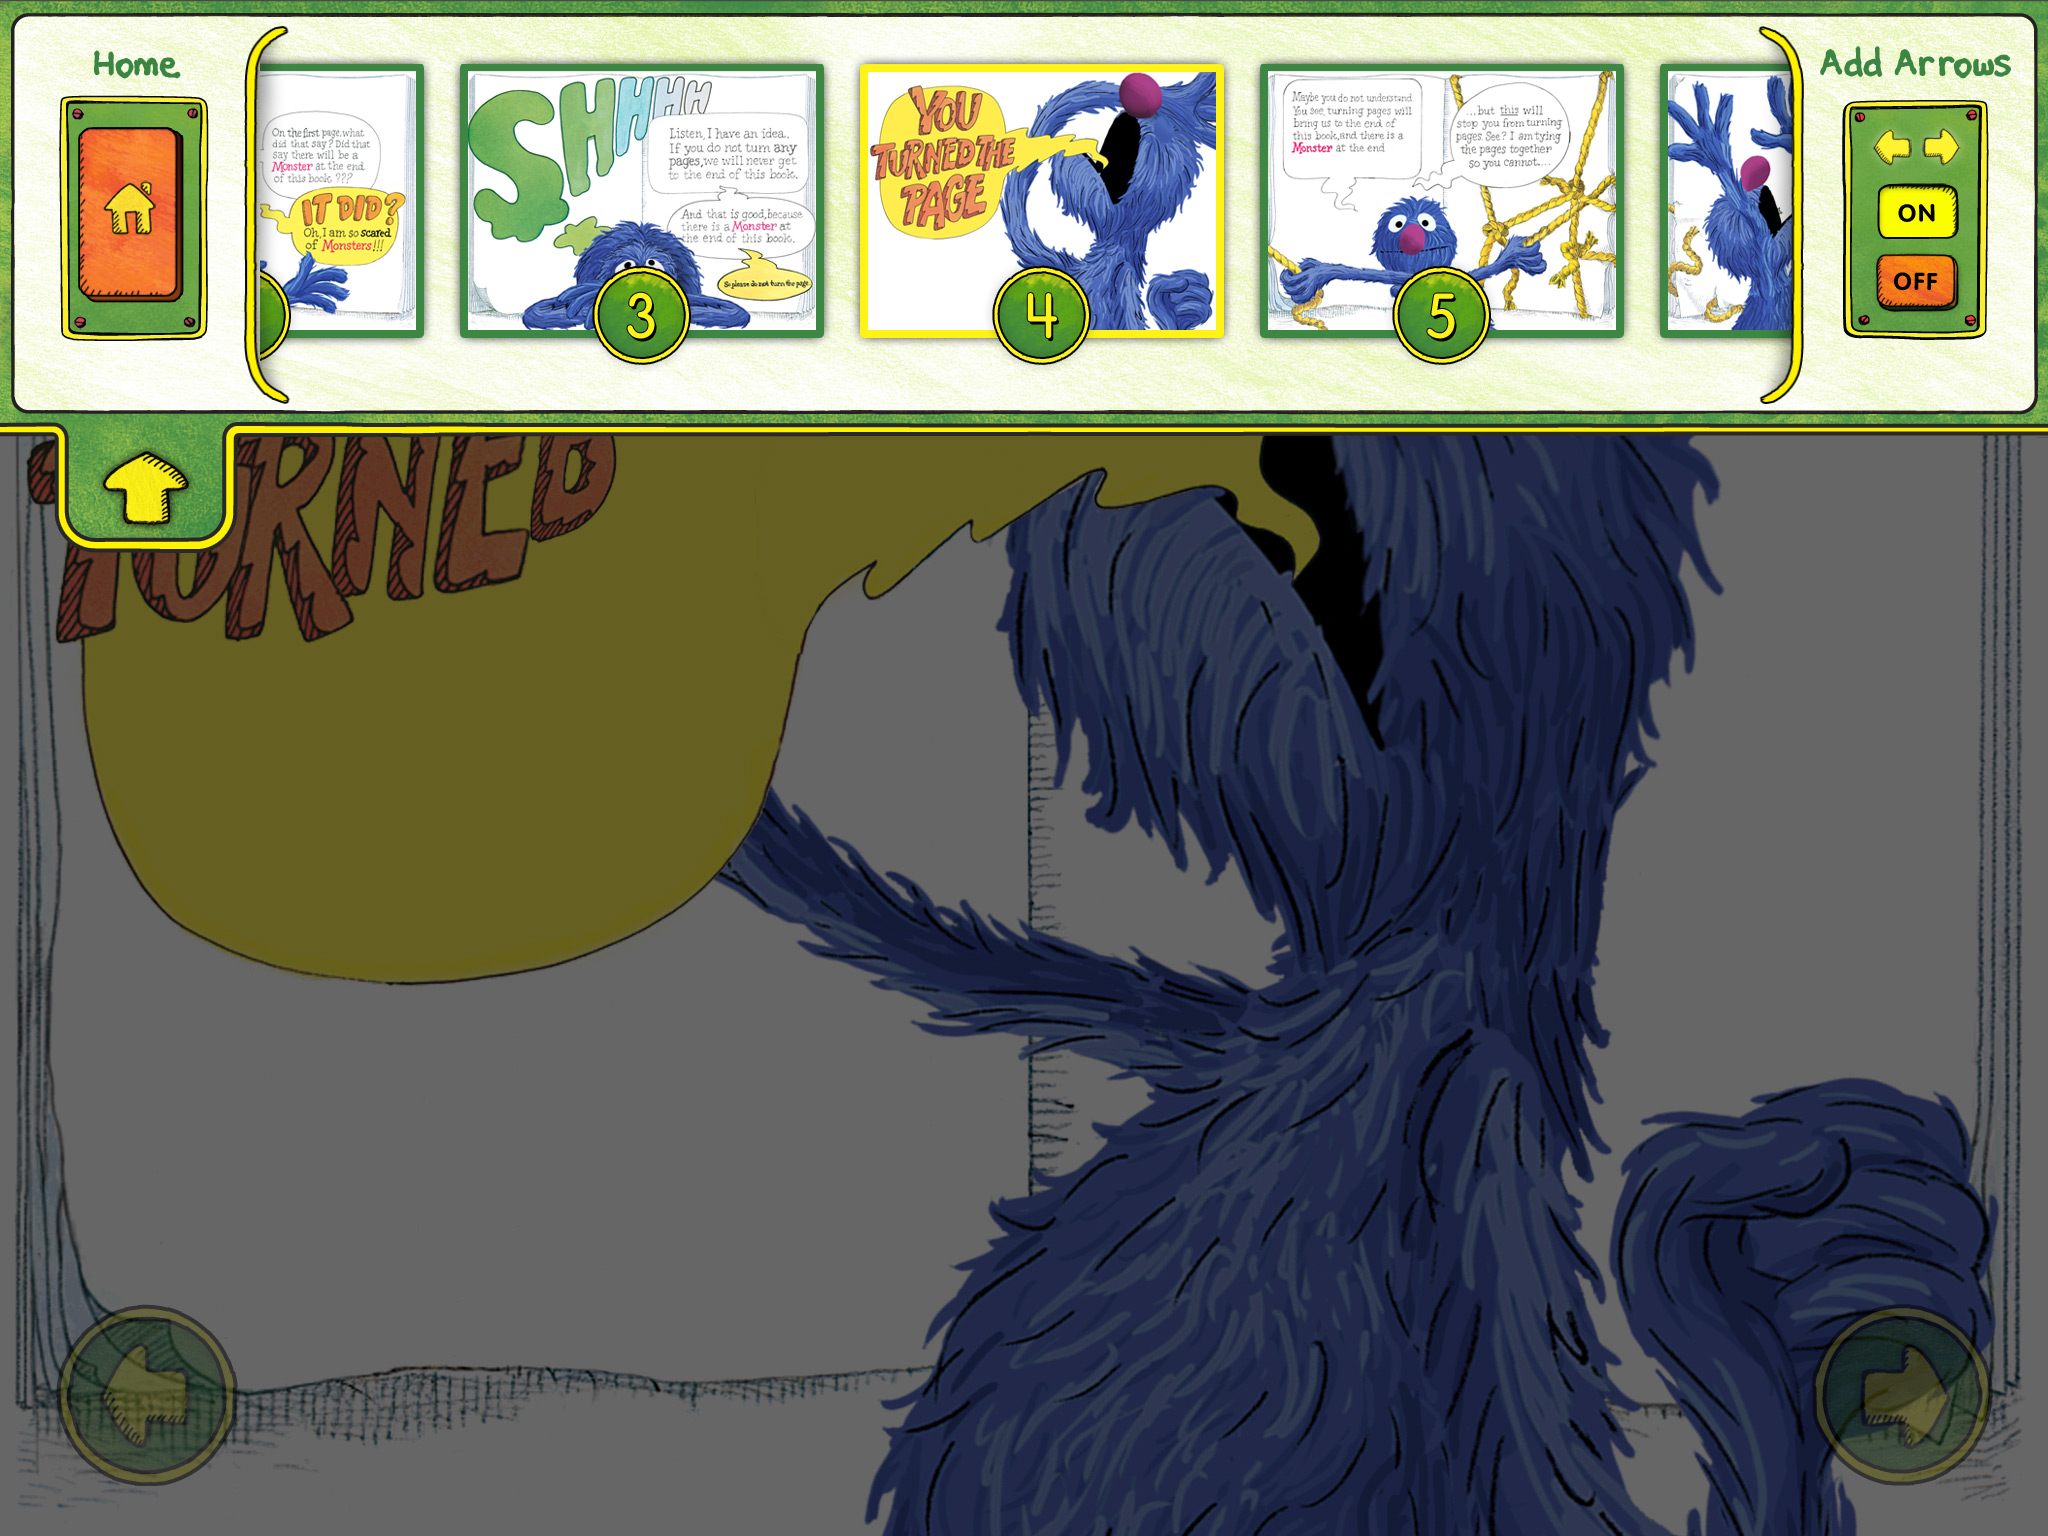 Home
Add Arrows
On the first page, what
did that say? Did that
say there will be a
Monster at the end
of this book ???
IT DID?
Oh, I am so scared
of Monsters!!!
SHHHHH
Listen, I have an idea.
If you do not turn any
pages, we will never get
to the end of this book.
And that is good, because
there is a Monster at
the end of this book.
So please do not turn the page
3
YOU
TURNED THE
PAGE
4
Maybe you do not understand.
You see, turning pages will
bring us to the end of
this book, and there is a
Monster at the end
...but this will
stop you from turning
pages. See? I am tying
the pages together
so you cannot....
5
ON
OFF
TURNED